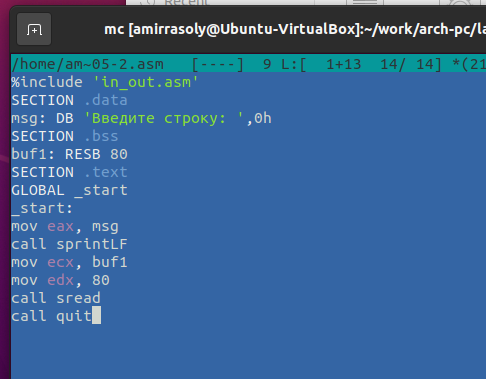 Recent
mc [amirrasoly@Ubuntu-VirtualBox]:~/work/arch-pc/la
/home/am~05-2.asm [----] 9 L:[ 1+13 14/ 14] *(21
%include 'in_out.asm'
SECTION .data
msg: DB 'Введите строку: ',0h
SECTION .bss
buf1: RESB 80
SECTION .text
GLOBAL _start
_start:
mov eax, msg
call sprintLF
mov ecx, buf1
mov edx, 80
call sread
call quit